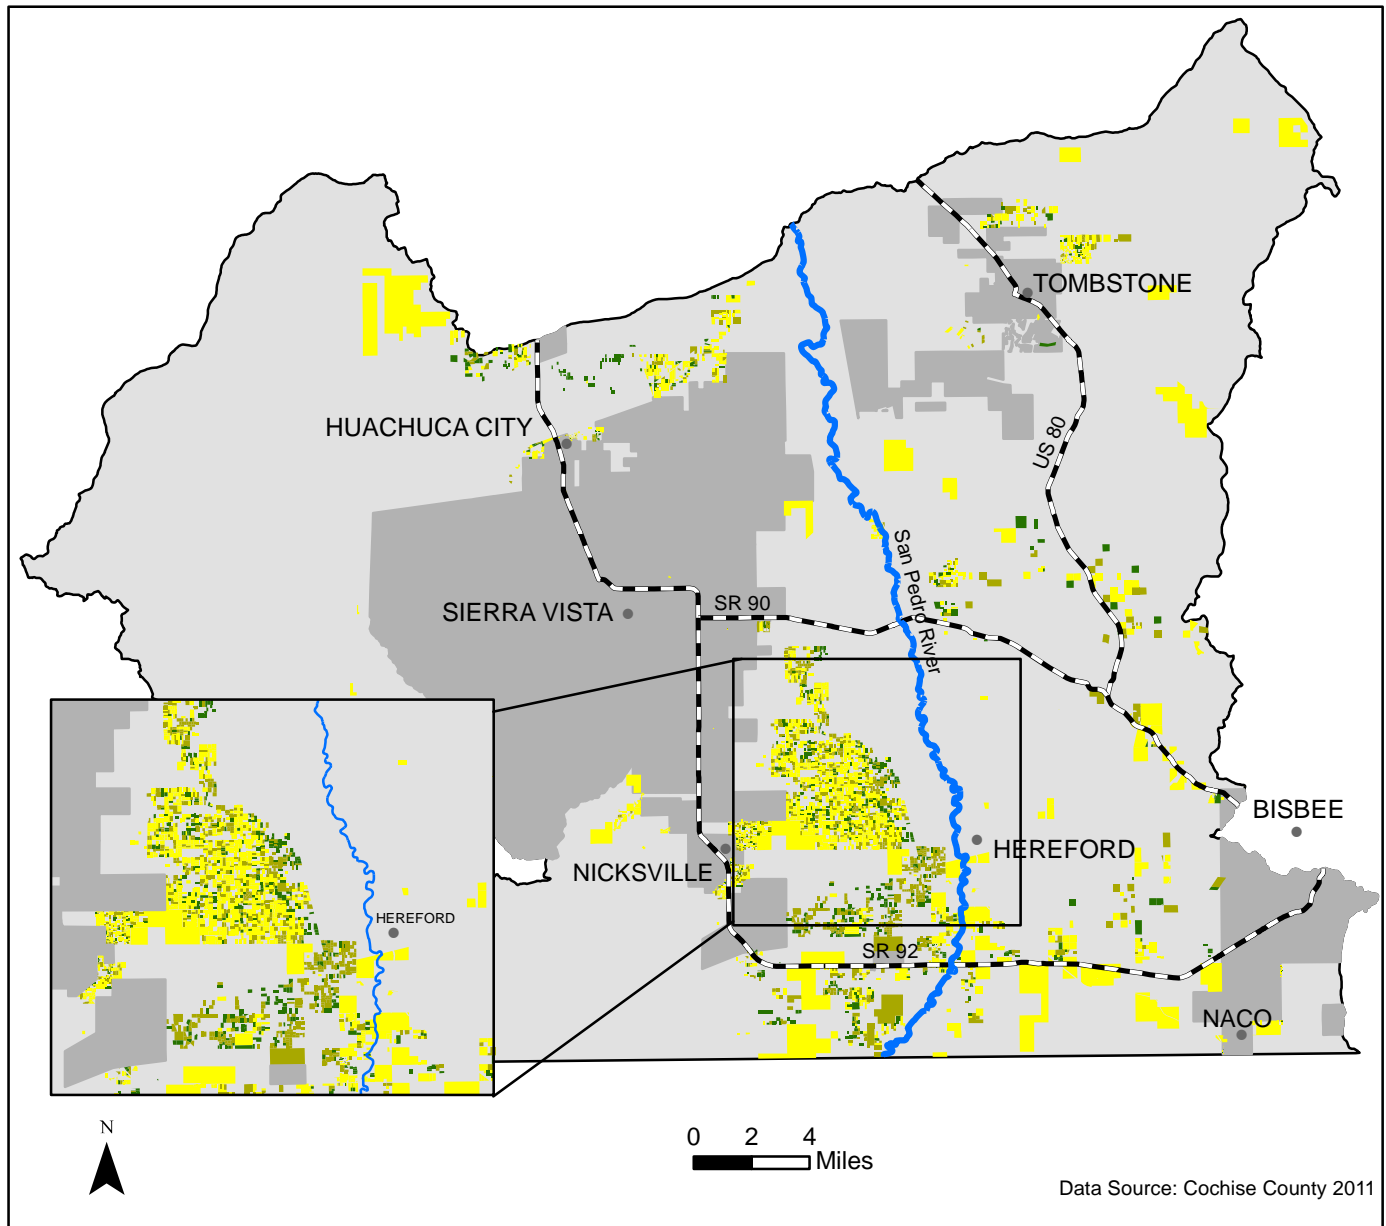 TOMBSTONE
HUACHUCA CITY
US 80
San Pedro River
SR 90
SIERRA VISTA
BISBEE
HEREFORD
NICKSVILLE
HEREFORD
SR 92
NACO
N
0 2 4
Miles
Data Source: Cochise County 2011